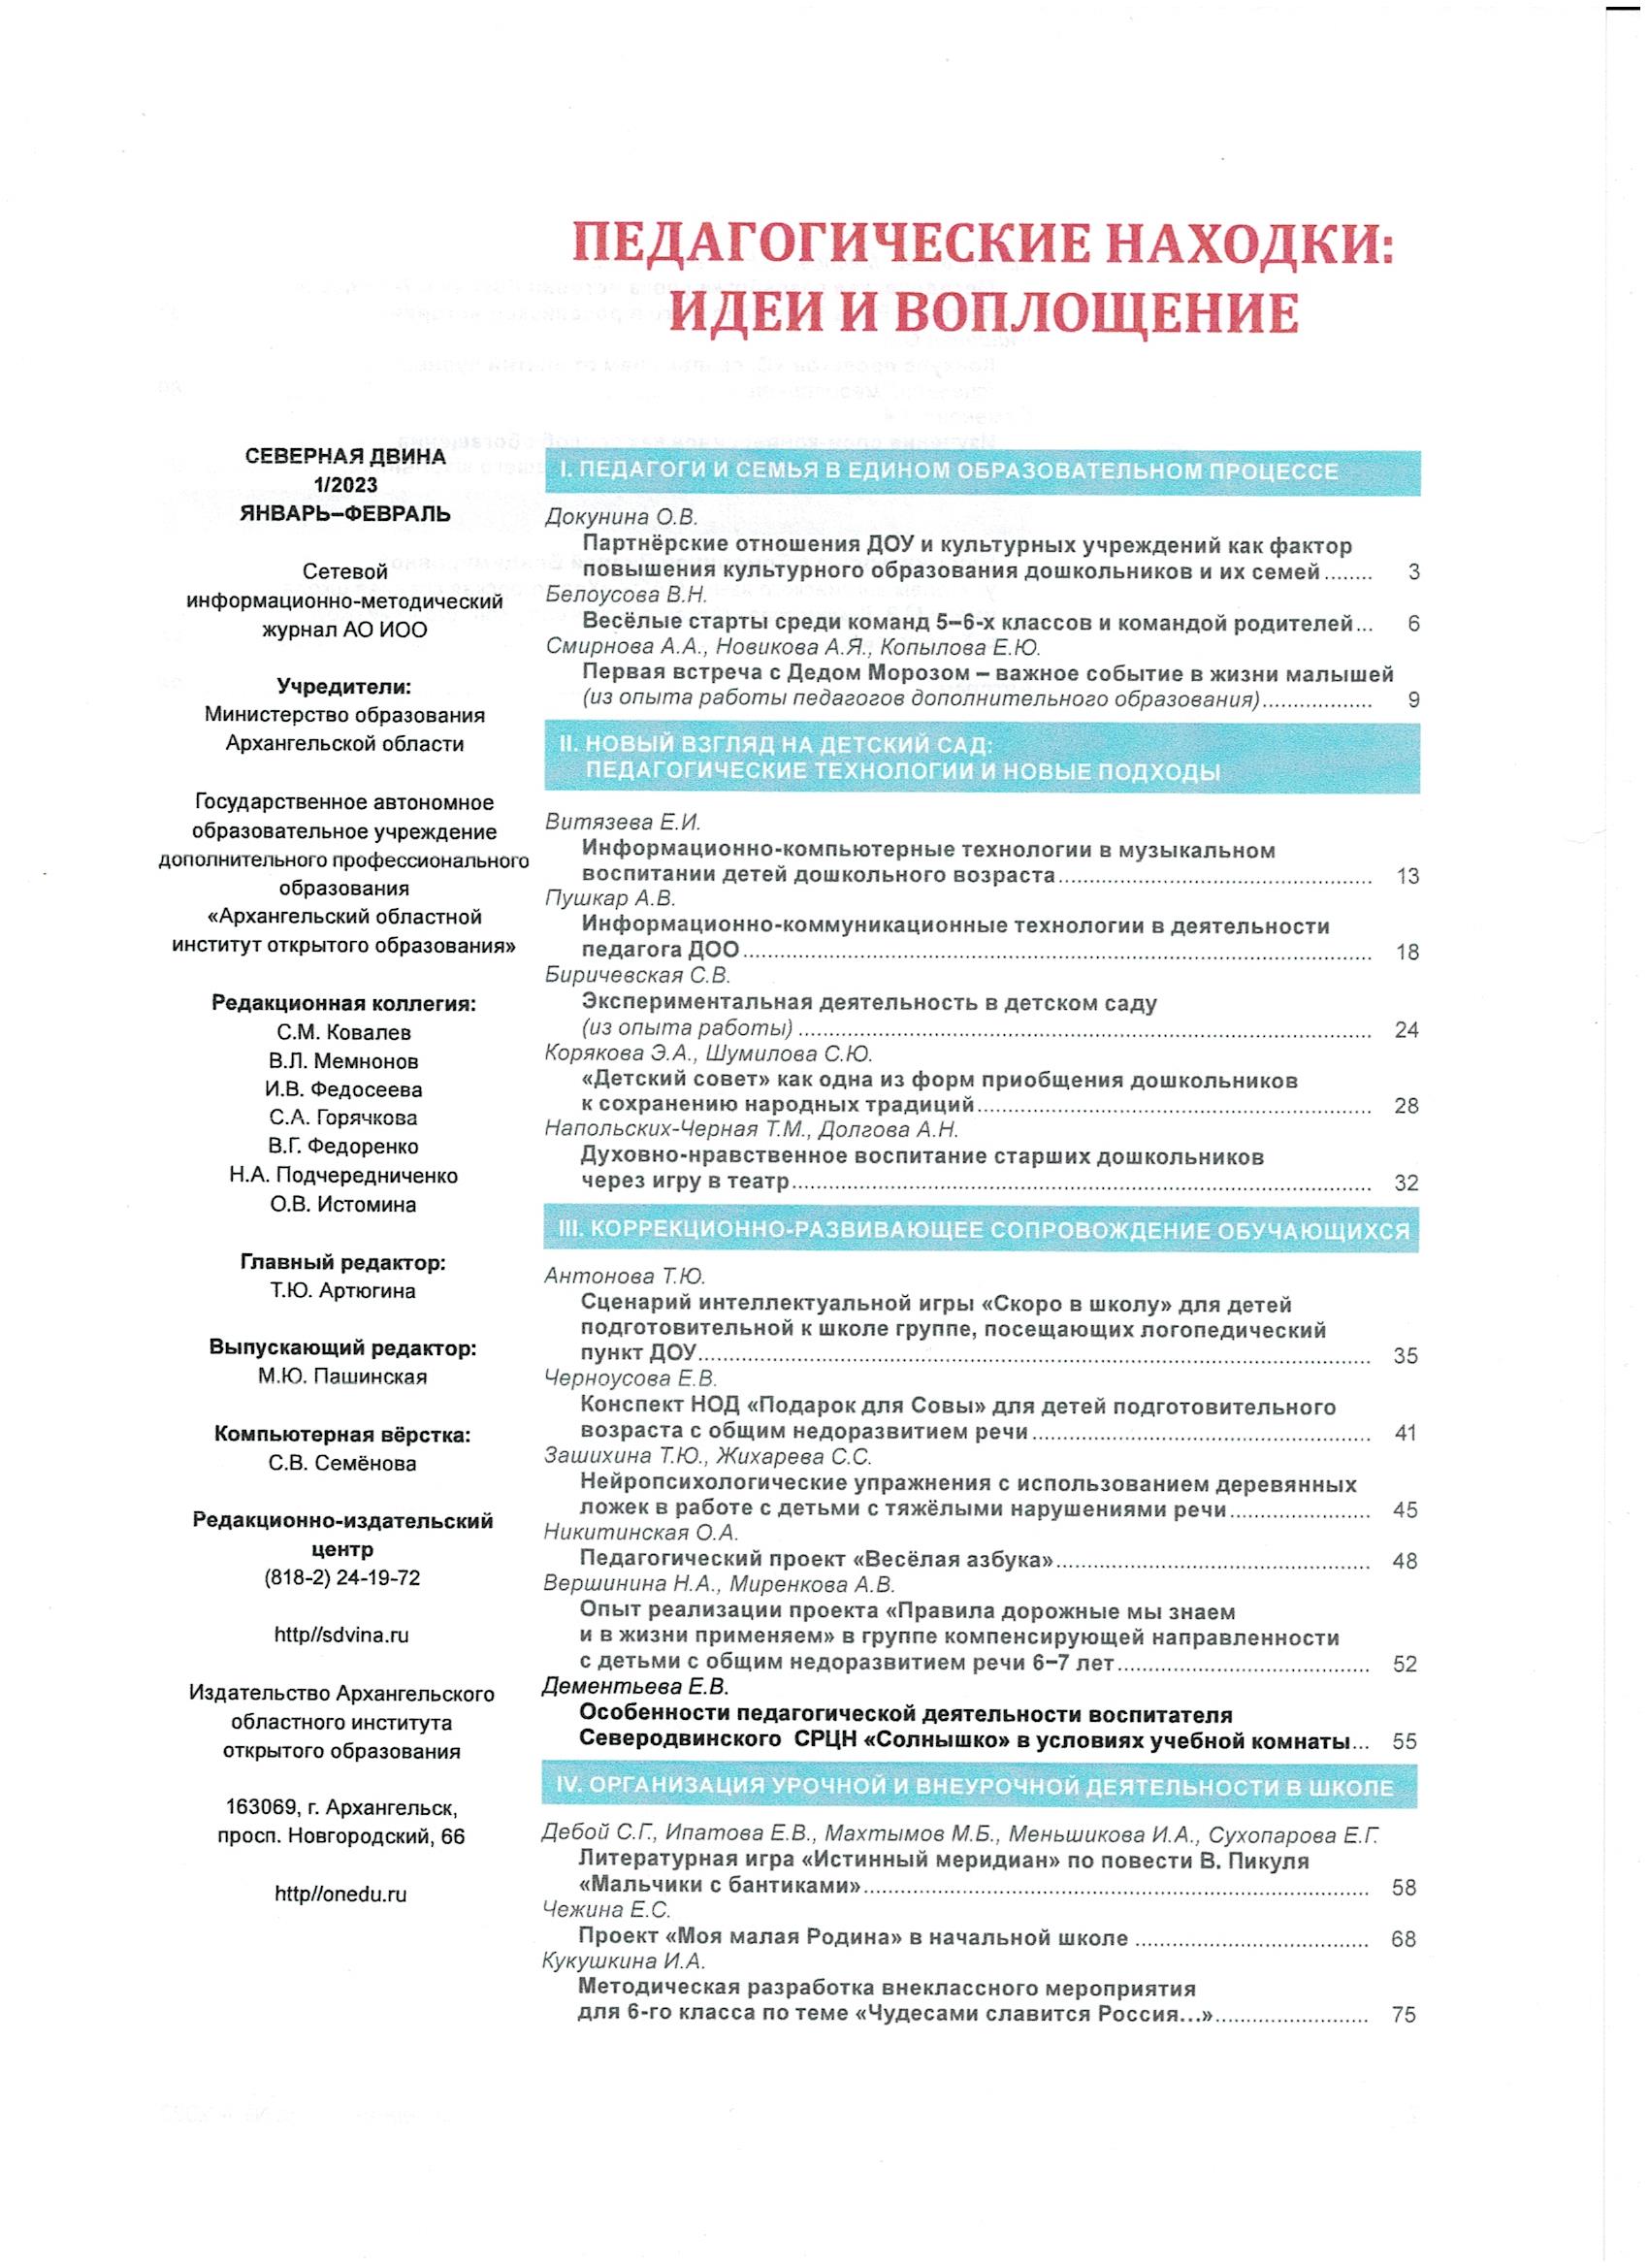 ПЕДАГОГИЧЕСКИЕ НАХОДКИ:
ИДЕИ И ВОПЛОЩЕНИЕ
СЕВЕРНАЯ ДВИНА
1/2023
ЯНВАРЬ–ФЕВРАЛЬ
Сетевой
информационно-методический
журнал АО ИОО
Учредители:
Министерство образования
Архангельской области
Государственное автономное
образовательное учреждение
дополнительного профессионального
образования
«Архангельский областной
институт открытого образования»
Редакционная коллегия:
С.М. Ковалев
В.Л. Мемнонов
И.В. Федосеева
С.А. Горячкова
В.Г. Федоренко
Н.А. Подчередниченко
О.В. Истомина
Главный редактор:
Т.Ю. Артюгина
Выпускающий редактор:
М.Ю. Пашинская
Компьютерная вёрстка:
С.В. Семёнова
Редакционно-издательский
центр
(818-2) 24-19-72
http//sdvina.ru
Издательство Архангельского
областного института
открытого образования
163069, г. Архангельск,
просп. Новгородский, 66
http//onedu.ru
I. ПЕДАГОГИ И СЕМЬЯ В ЕДИНОМ ОБРАЗОВАТЕЛЬНОМ ПРОЦЕССЕ
Докунина О.В.
Партнёрские отношения ДОУ и культурных учреждений как фактор
повышения культурного образования дошкольников и их семей ........ 3
Белоусова В.Н.
Весёлые старты среди команд 5–6-х классов и командой родителей... 6
Смирнова А.А., Новикова А.Я., Копылова Е.Ю.
Первая встреча с Дедом Морозом – важное событие в жизни малышей
(из опыта работы педагогов дополнительного образования).................. 9
II. НОВЫЙ ВЗГЛЯД НА ДЕТСКИЙ САД:
ПЕДАГОГИЧЕСКИЕ ТЕХНОЛОГИИ И НОВЫЕ ПОДХОДЫ
Витязева Е.И.
Информационно-компьютерные технологии в музыкальном
воспитании детей дошкольного возраста.................................................. 13
Пушкар А.В.
Информационно-коммуникационные технологии в деятельности
педагога ДОО.................................................................................................... 18
Биричевская С.В.
Экспериментальная деятельность в детском саду
(из опыта работы) ........................................................................................... 24
Корякова Э.А., Шумилова С.Ю.
«Детский совет» как одна из форм приобщения дошкольников
к сохранению народных традиций............................................................... 28
Напольских-Черная Т.М., Долгова А.Н.
Духовно-нравственное воспитание старших дошкольников
через игру в театр............................................................................................ 32
III. КОРРЕКЦИОННО-РАЗВИВАЮЩЕЕ СОПРОВОЖДЕНИЕ ОБУЧАЮЩИХСЯ
Антонова Т.Ю.
Сценарий интеллектуальной игры «Скоро в школу» для детей
подготовительной к школе группе, посещающих логопедический
пункт ДОУ........................................................................................................... 35
Черноусова Е.В.
Конспект НОД «Подарок для Совы» для детей подготовительного
возраста с общим недоразвитием речи ...................................................... 41
Зашихина Т.Ю., Жихарева С.С.
Нейропсихологические упражнения с использованием деревянных
ложек в работе с детьми с тяжёлыми нарушениями речи...................... 45
Никитинская О.А.
Педагогический проект «Весёлая азбука».................................................. 48
Вершинина Н.А., Миренкова А.В.
Опыт реализации проекта «Правила дорожные мы знаем
и в жизни применяем» в группе компенсирующей направленности
с детьми с общим недоразвитием речи 6–7 лет........................................ 52
Дементьева Е.В.
Особенности педагогической деятельности воспитателя
Северодвинского СРЦН «Солнышко» в условиях учебной комнаты... 55
IV. ОРГАНИЗАЦИЯ УРОЧНОЙ И ВНЕУРОЧНОЙ ДЕЯТЕЛЬНОСТИ В ШКОЛЕ
Дебой С.Г., Ипатова Е.В., Махтымов М.Б., Меньшикова И.А., Сухопарова Е.Г.
Литературная игра «Истинный меридиан» по повести В. Пикуля
«Мальчики с бантиками»................................................................................. 58
Чежина Е.С.
Проект «Моя малая Родина» в начальной школе ..................................... 68
Кукушкина И.А.
Методическая разработка внеклассного мероприятия
для 6-го класса по теме «Чудесами славится Россия...»........................ 75